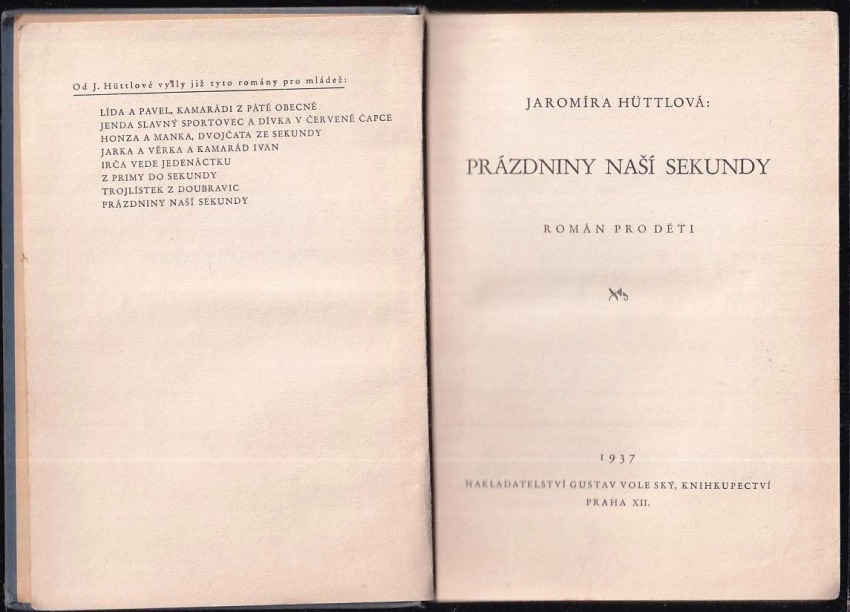 Od J. Hüttlové vyšly již tyto romány pro mládež:
LÍDA A PAVEL, KAMARÁDI Z PÁTÉ OBECNÉ
JENDA SLAVNÝ SPORTOVEC A DÍVKA V ČERVENÉ ČAPCE
HONZA A MANKA, DVOJČATA ZE SEKUNDY
JARKA A VĚRKA A KAMARÁD IVAN
IRČA VEDE JEDENÁCTKU
Z PRIMY DO SEKUNDY
TROJLÍSTEK Z DOUBRAVIC
PRÁZDNINY NAŠÍ SEKUNDY
JAROMÍRA HÜTTLOVÁ:
PRÁZDNINY NAŠÍ SEKUNDY
ROMÁN PRO DĚTI
1937
NAKLADATELSTVÍ GUSTAV VOLE SKÝ, KNIHKUPECTVÍ
PRAHA XII.